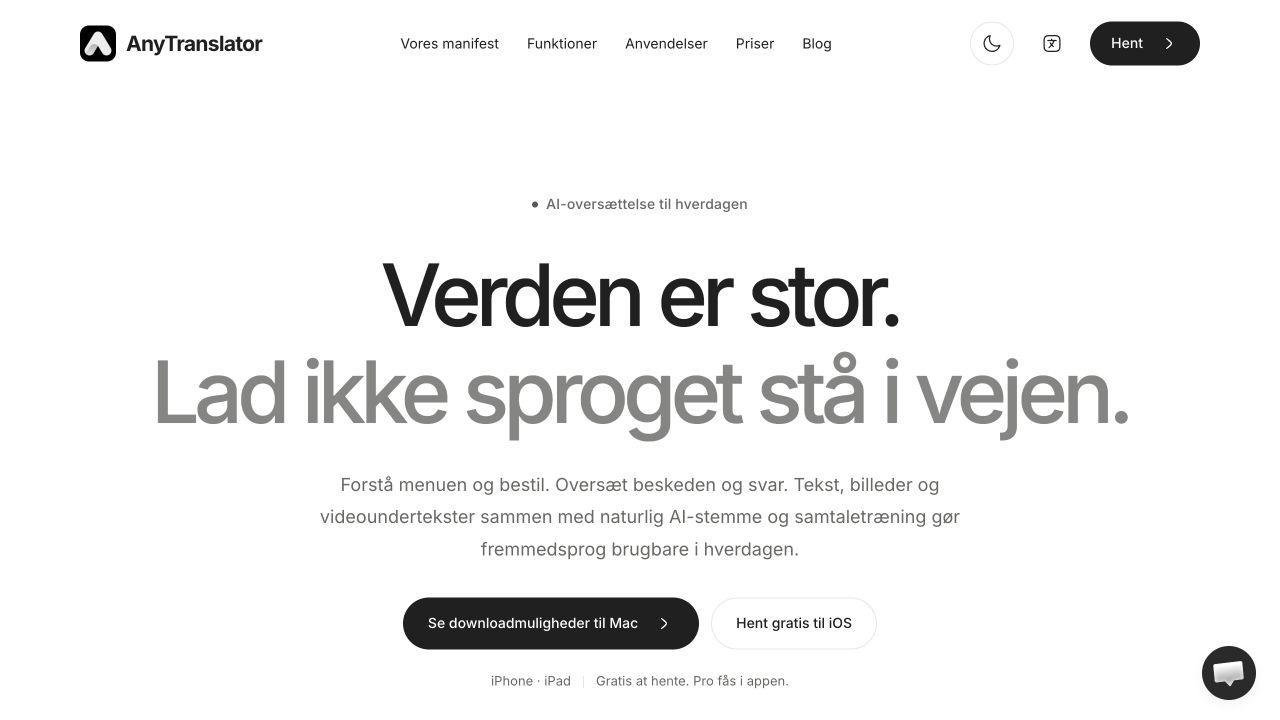 AnyTranslator
Vores manifest
Funktioner
Anvendelser
Priser
Blog
Hent
AI-oversættelse til hverdagen
Verden er stor.
Lad ikke sproget stå i vejen.
Forstå menuen og bestil. Oversæt beskeden og svar. Tekst, billeder og
videoundertekster sammen med naturlig AI-stemme og samtaletræning gør
fremmedsprog brugbare i hverdagen.
Se downloadmuligheder til Mac
Hent gratis til iOS
iPhone · iPad
Gratis at hente. Pro fås i appen.